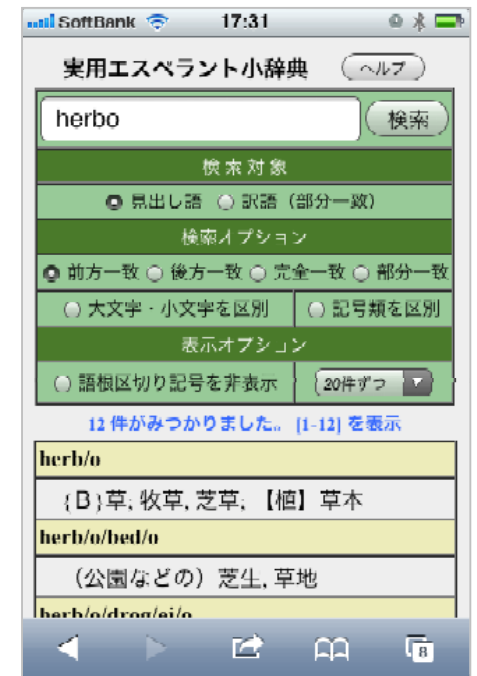 SoftBank 17:31
実用エスペラント小辞典 ヘルプ
herbo 検索
検索対象
見出し語 訳語（部分一致）
検索オプション
前方一致 後方一致 完全一致 部分一致
大文字・小文字を区別 記号類を区別
表示オプション
語根区切り記号を非表示 20件ずつ
12 件がみつかりました。 [1-12] を表示
herb/o
{B}草; 牧草, 芝草; 【植】草本
herb/o/bed/o
（公園などの）芝生, 草地
herb/o/drog/ej/o
8